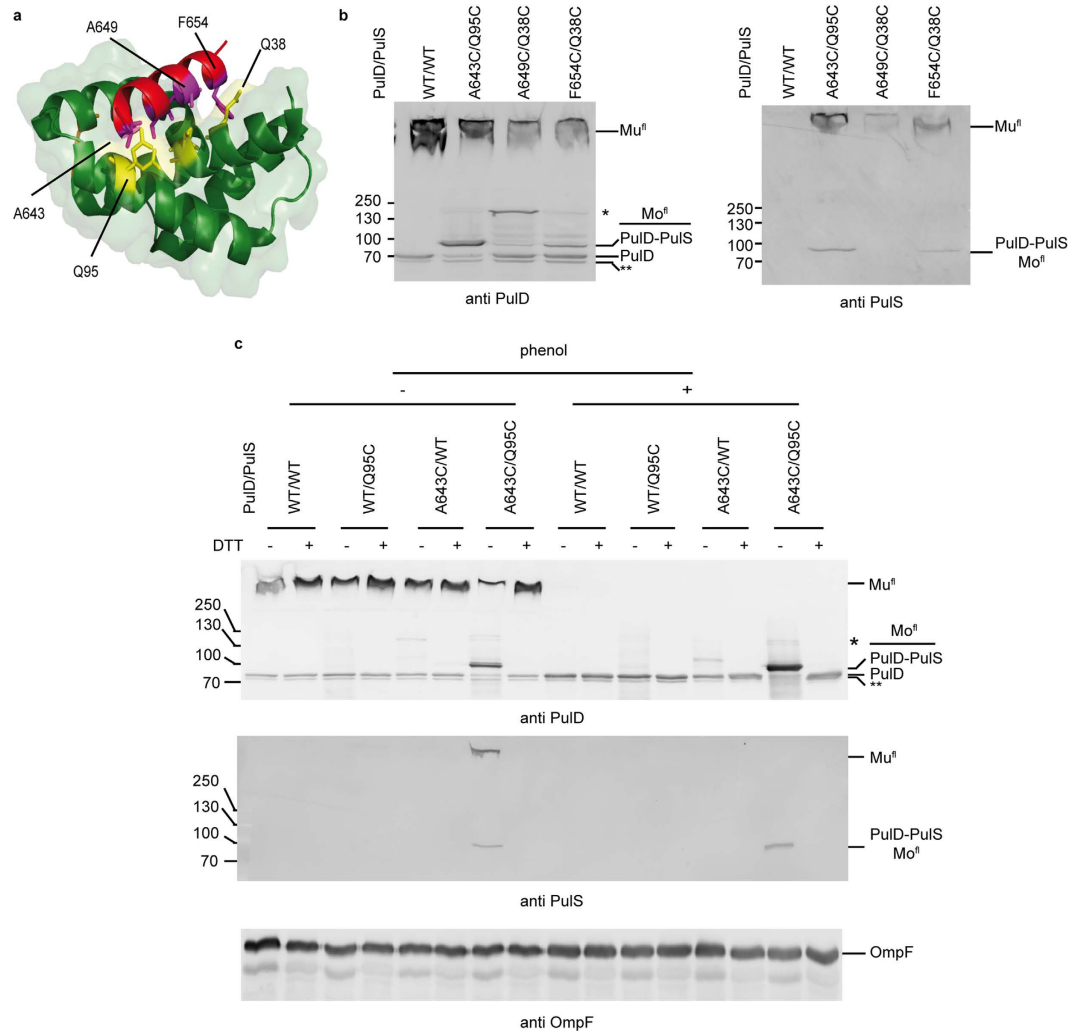 a
A649
F654
Q38
A643
Q95
b
PulD/PulS
WT/WT
A643C/Q95C
A649C/Q38C
F654C/Q38C
Muᶠˡ
250
130
100
70
*
Moᶠˡ
PulD-PulS
PulD
**
anti PulD
PulD/PulS
WT/WT
A643C/Q95C
A649C/Q38C
F654C/Q38C
Muᶠˡ
250
130
100
70
PulD-PulS
Moᶠˡ
anti PulS
c
phenol
- +
PulD/PulS
WT/WT
WT/Q95C
A643C/WT
A643C/Q95C
WT/WT
WT/Q95C
A643C/WT
A643C/Q95C
DTT - + - + - + - + - + - + - + - +
Muᶠˡ
250
130
100
70
*
Moᶠˡ
PulD-PulS
PulD
**
anti PulD
Muᶠˡ
250
130
100
70
PulD-PulS
Moᶠˡ
anti PulS
OmpF
anti OmpF